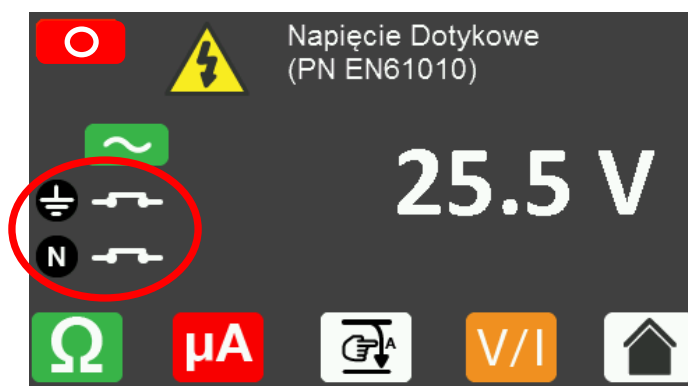 Napięcie Dotykowe
(PN EN61010)
25.5 V
N
Ω
µA
A
V/I